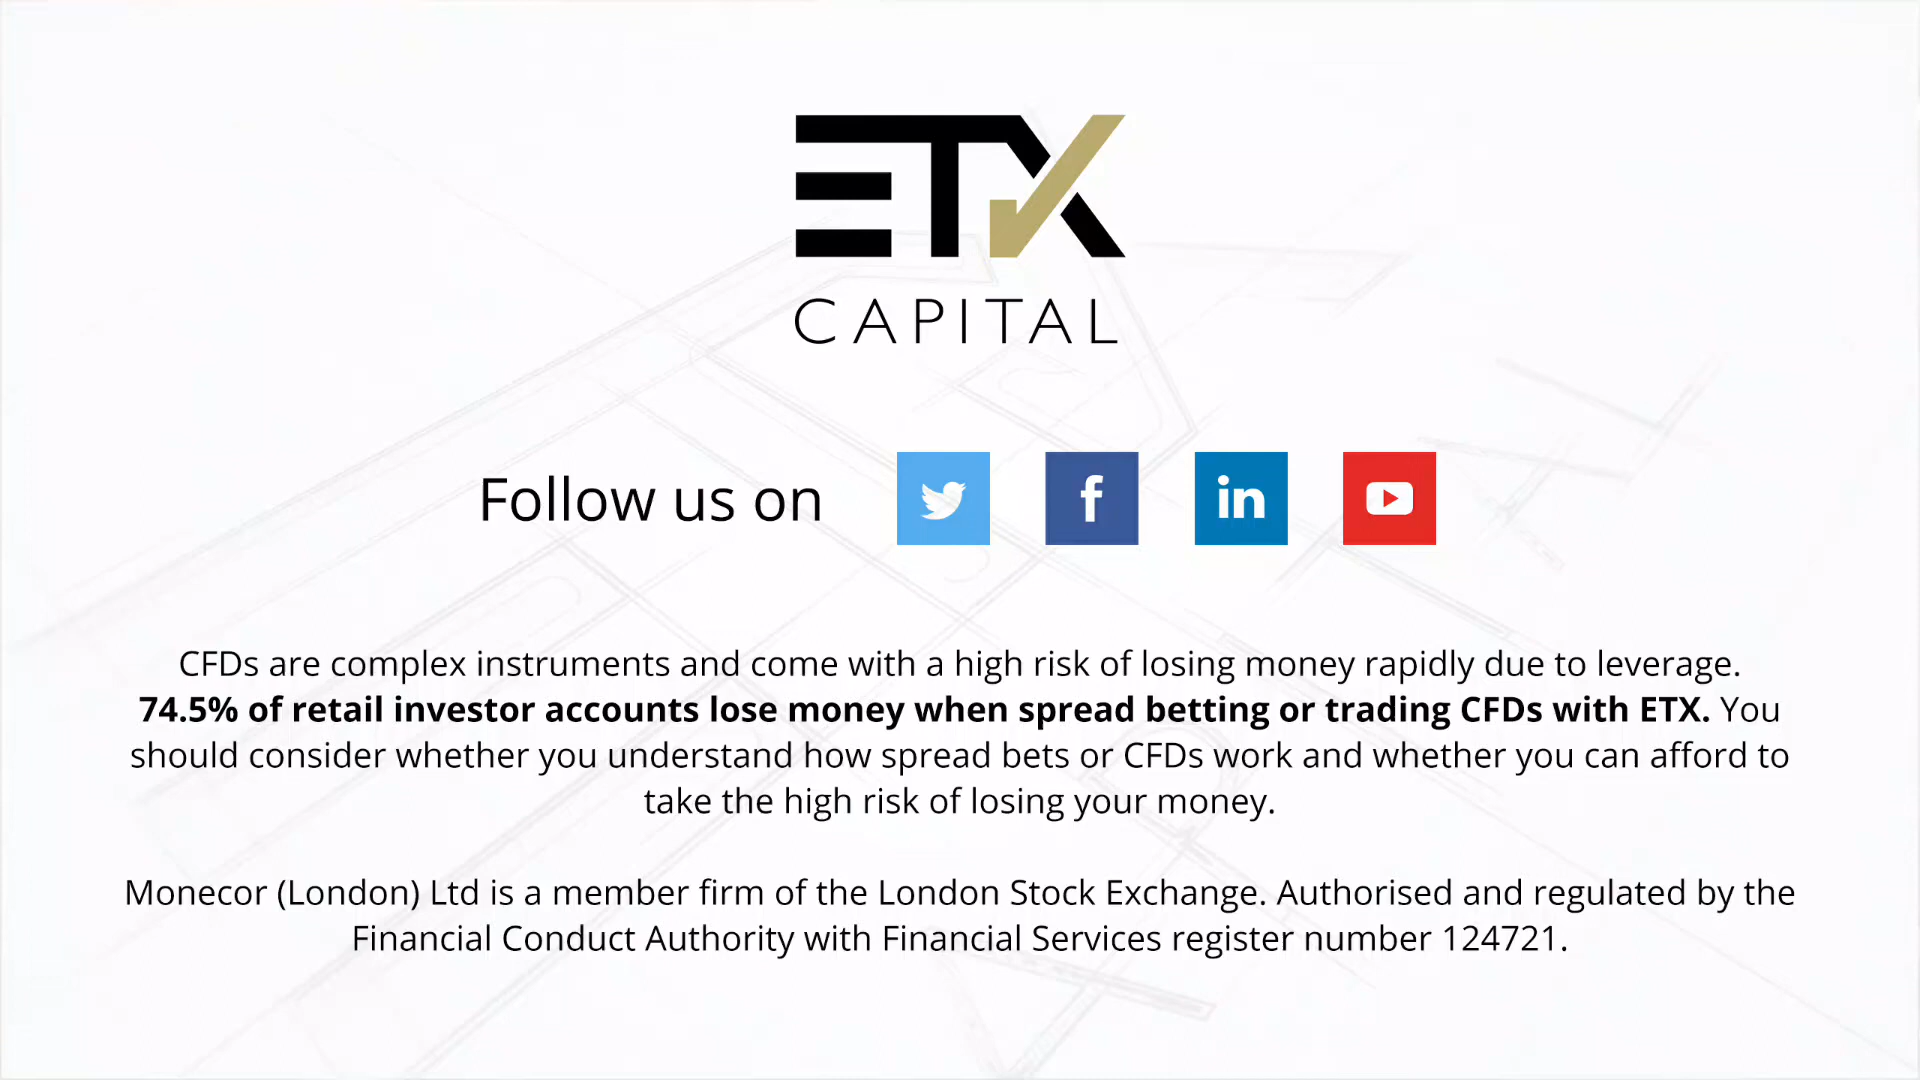 ETX
CAPITAL
Follow us on
f
in
CFDs are complex instruments and come with a high risk of losing money rapidly due to leverage.
74.5% of retail investor accounts lose money when spread betting or trading CFDs with ETX. You
should consider whether you understand how spread bets or CFDs work and whether you can afford to
take the high risk of losing your money.
Monecor (London) Ltd is a member firm of the London Stock Exchange. Authorised and regulated by the
Financial Conduct Authority with Financial Services register number 124721.